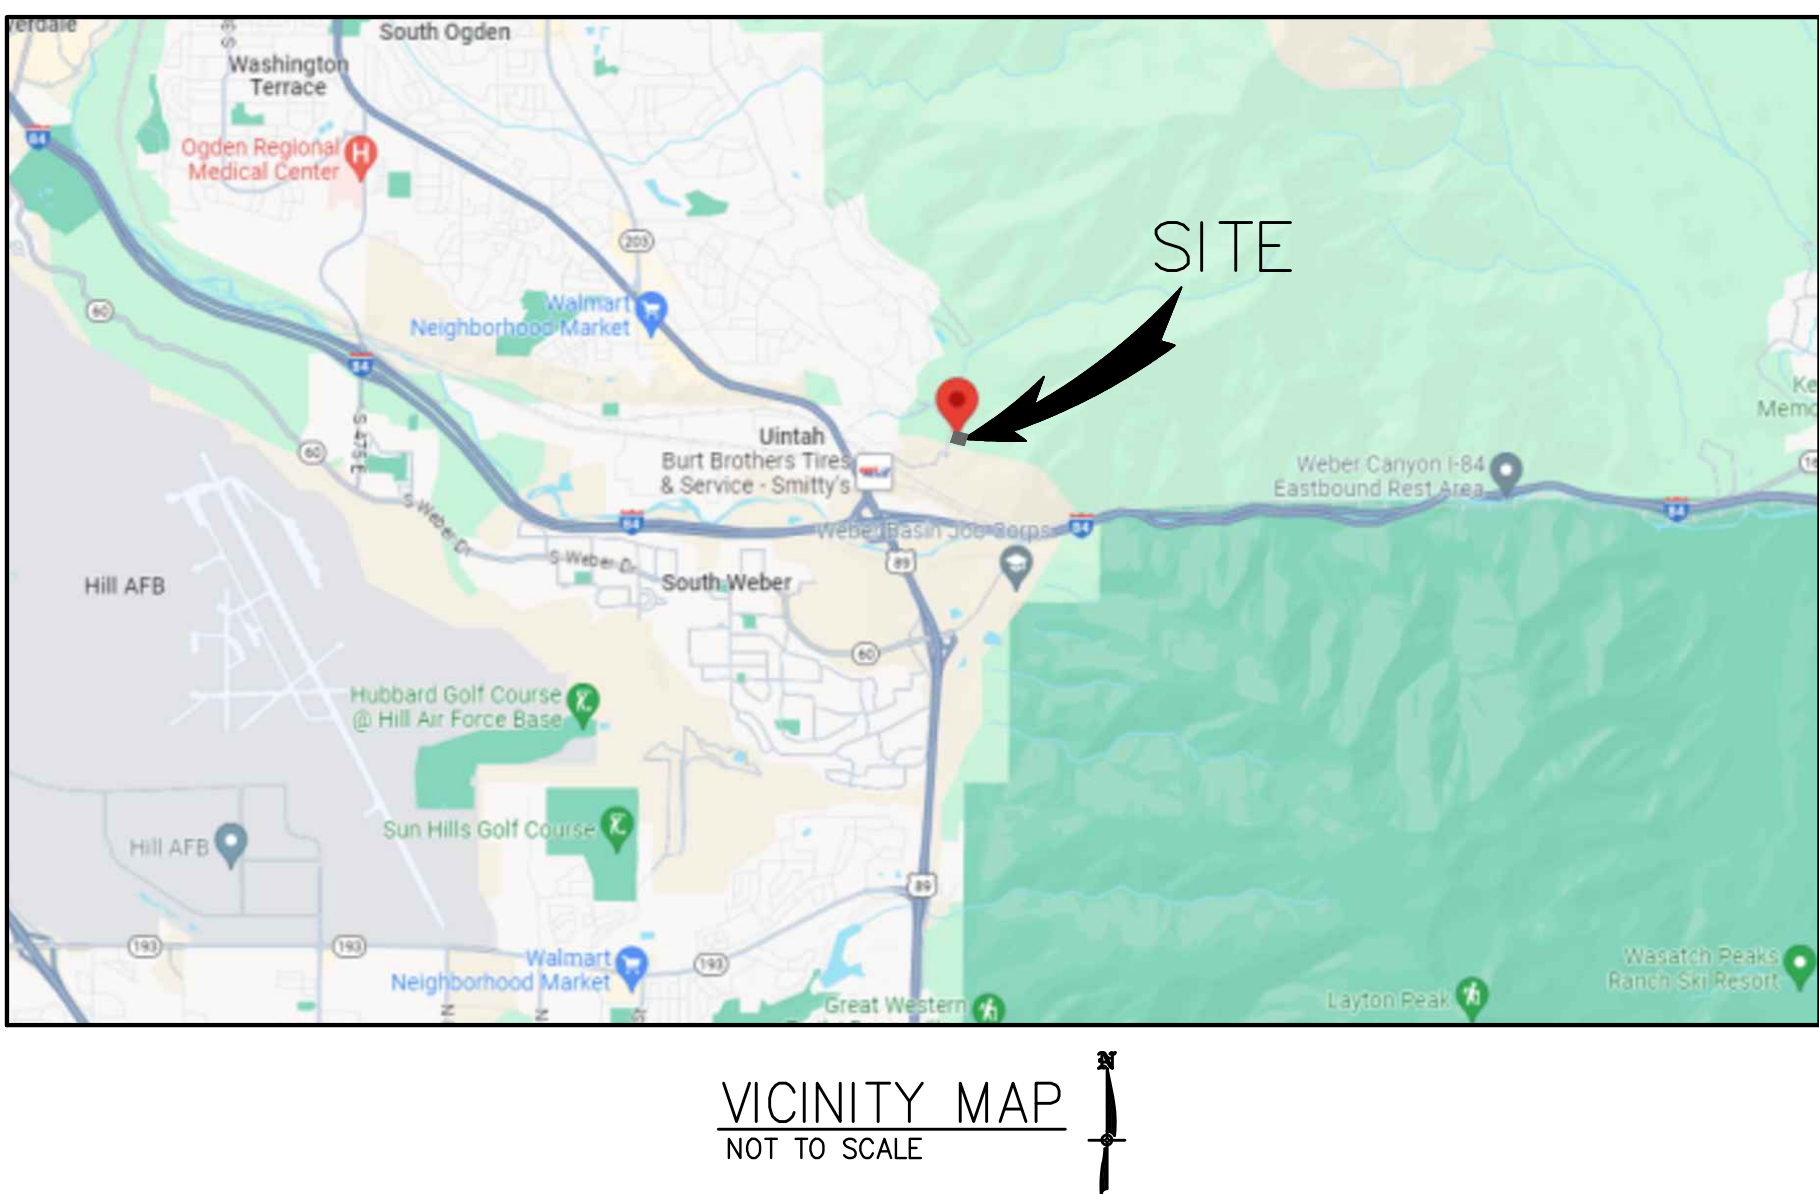 South Ogden
Washington
Terrace
84
Ogden Regional
Medical Center
H
203
SITE
60
Walmart
Neighborhood Market
84
S 475 E
60
Uintah
Burt Brothers Tires
& Service - Smitty's
Weber Canyon I-84
Eastbound Rest Area
84
S Weber Dr
84
Weber Basin Job Corps
84
S Weber Dr
89
Hill AFB
South Weber
60
Hubbard Golf Course
@ Hill Air Force Base
Sun Hills Golf Course
Hill AFB
89
193
193
193
Walmart
Neighborhood Market
Great Western
Layton Peak
Wasatch Peaks
Ranch Ski Resort
N
VICINITY MAP
NOT TO SCALE